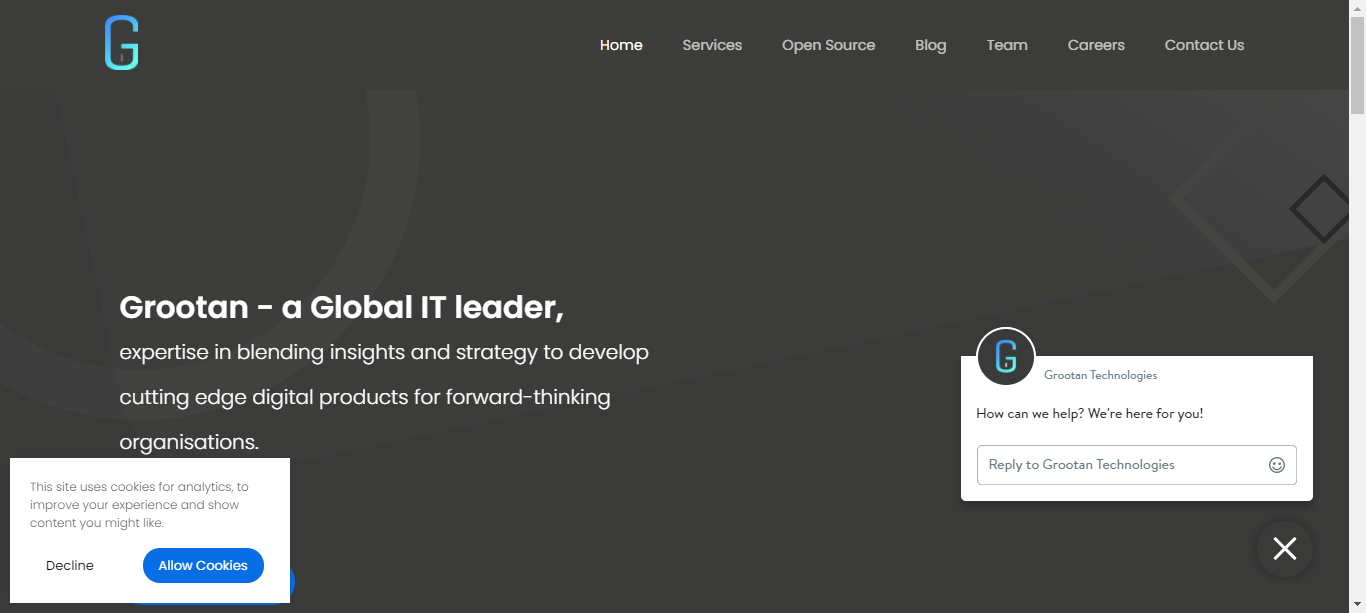 G
Home Services Open Source Blog Team Careers Contact Us
Grootan - a Global IT leader,
expertise in blending insights and strategy to develop
cutting edge digital products for forward-thinking
organisations.
G
Grootan Technologies
How can we help? We're here for you!
Reply to Grootan Technologies
This site uses cookies for analytics, to
improve your experience and show
content you might like.
Decline Allow Cookies